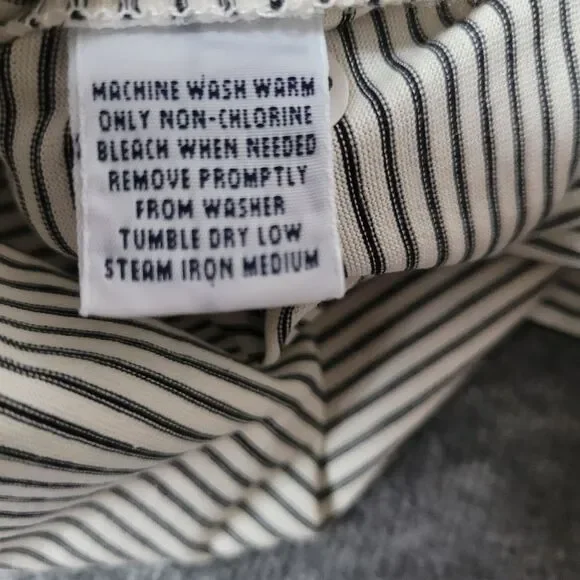 MACHINE WASH WARM
ONLY NON-CHLORINE
BLEACH WHEN NEEDED
REMOVE PROMPTLY
FROM WASHER
TUMBLE DRY LOW
STEAM IRON MEDIUM